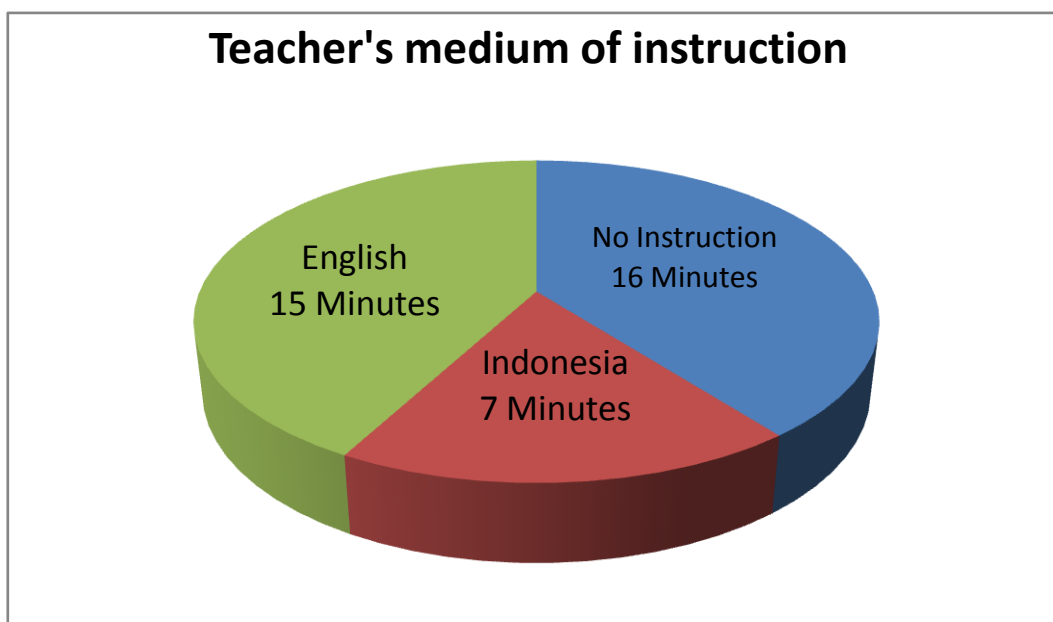 Teacher's medium of instruction
No Instruction
16 Minutes
English
15 Minutes
Indonesia
7 Minutes